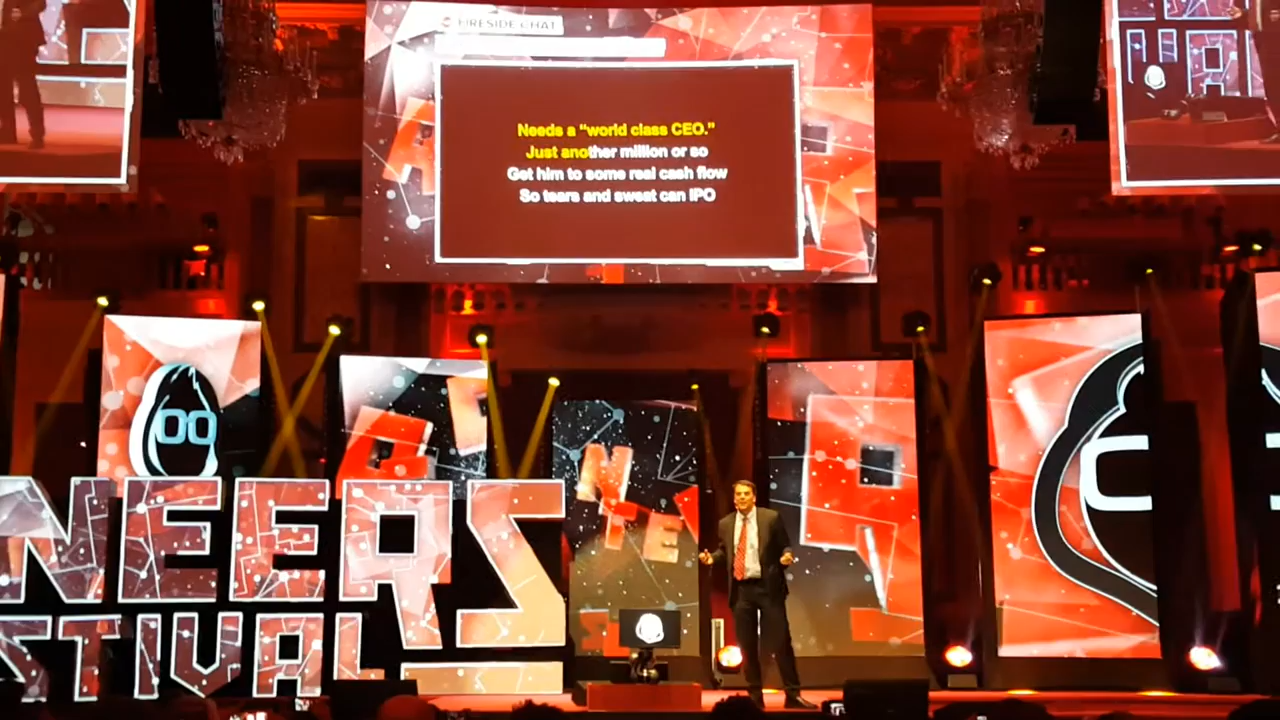 FIRESIDE CHAT
Needs a “world class CEO.”
Just another million or so
Get him to some real cash flow
So tears and sweat can IPO
NEERS
STIVAL